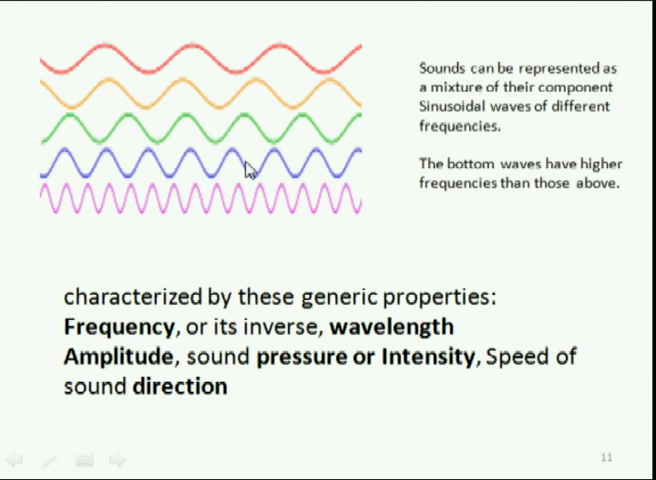 Sounds can be represented as
a mixture of their component
Sinusoidal waves of different
frequencies.
The bottom waves have higher
frequencies than those above.
characterized by these generic properties:
Frequency, or its inverse, wavelength
Amplitude, sound pressure or Intensity, Speed of
sound direction
11